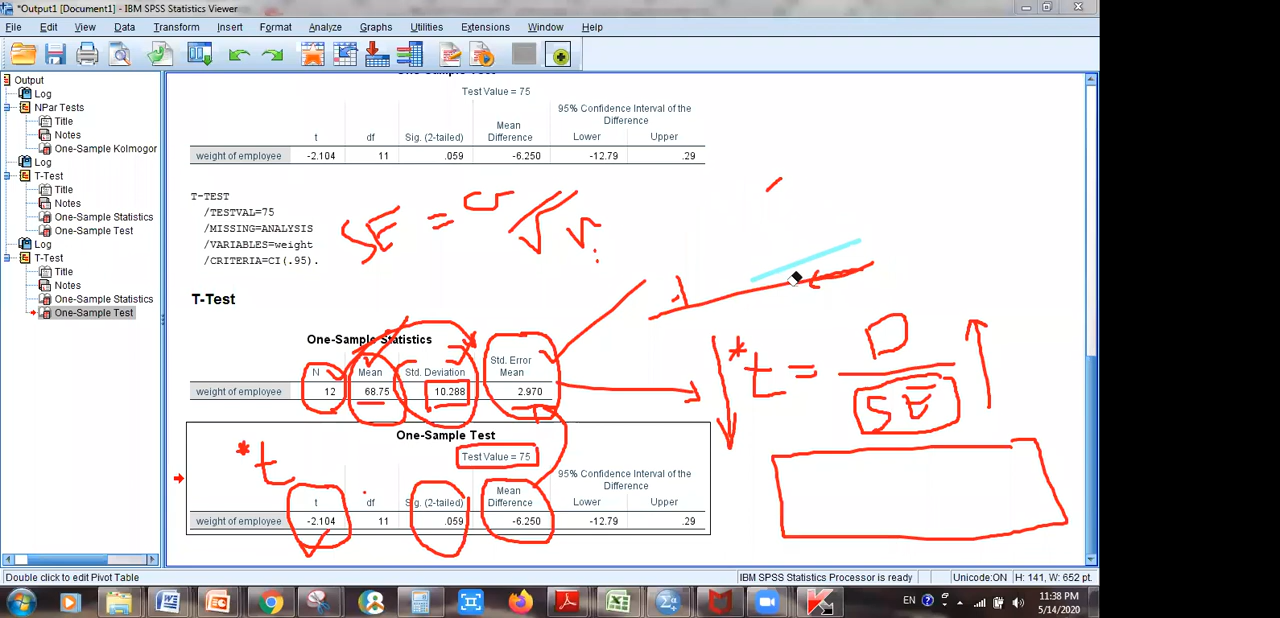 *Output1 [Document1] - IBM SPSS Statistics Viewer
File Edit View Data Transform Insert Format Analyze Graphs Utilities Extensions Window Help
Output
Log
NPar Tests
Title
Notes
One-Sample Kolmogor
Log
T-Test
Title
Notes
One-Sample Statistics
One-Sample Test
Log
T-Test
Title
Notes
One-Sample Statistics
One-Sample Test
One-Sample Test
Test Value = 75
95% Confidence Interval of the Difference
t df Sig. (2-tailed) Mean Difference Lower Upper
weight of employee -2.104 11 .059 -6.250 -12.79 .29
T-TEST
/TESTVAL=75
/MISSING=ANALYSIS
/VARIABLES=weight
/CRITERIA=CI(.95).
SE =
T-Test
One-Sample Statistics
N Mean Std. Deviation Std. Error Mean
weight of employee 12 68.75 10.288 2.970
*t = D
SE
One-Sample Test
*t
Test Value = 75
95% Confidence Interval of the Difference
t df Sig. (2-tailed) Mean Difference Lower Upper
weight of employee -2.104 11 .059 -6.250 -12.79 .29
Double click to edit Pivot Table
IBM SPSS Statistics Processor is ready
Unicode:ON
H: 141, W: 652 pt.
EN
11:38 PM
5/14/2020